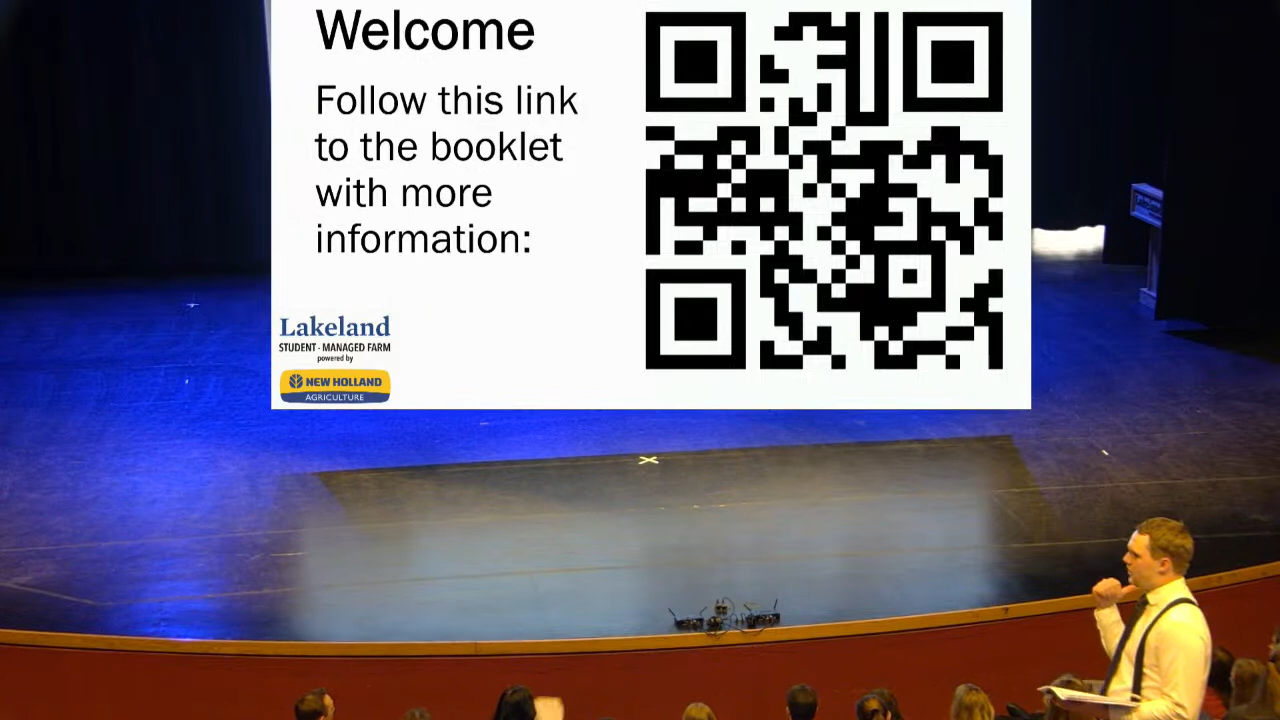 Welcome
Follow this link
to the booklet
with more
information:
Lakeland
STUDENT - MANAGED FARM
powered by
NEW HOLLAND
AGRICULTURE